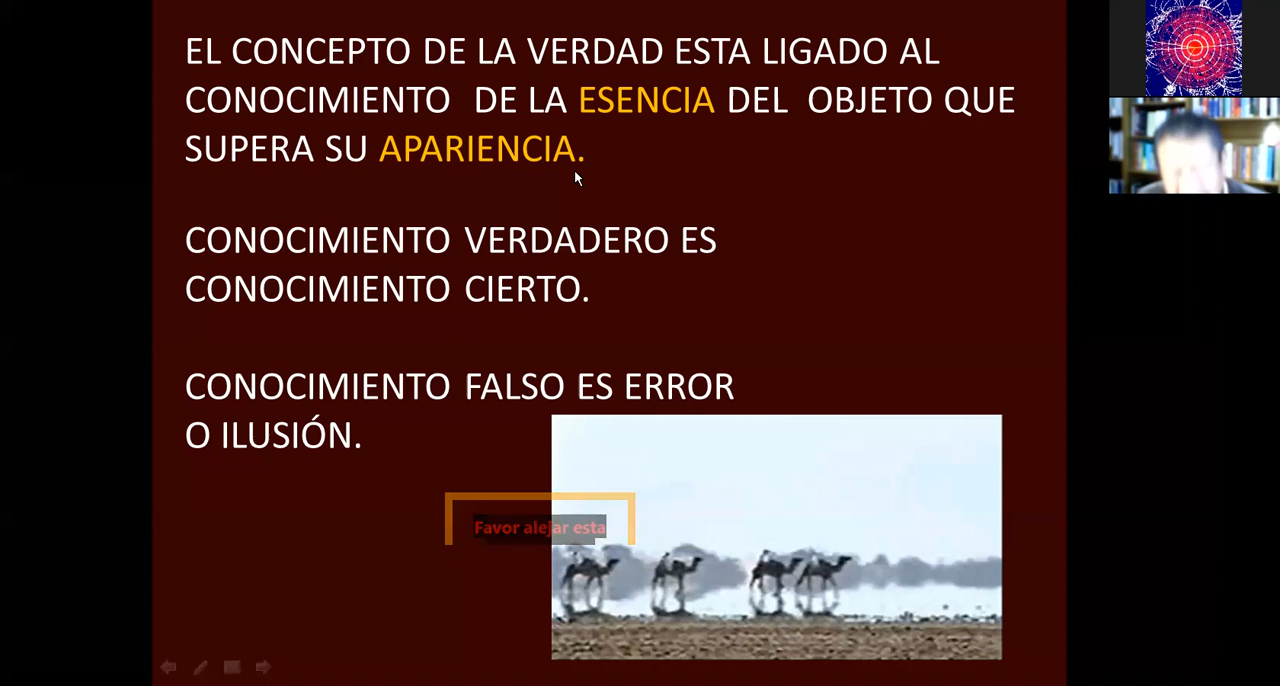 EL CONCEPTO DE LA VERDAD ESTA LIGADO AL
CONOCIMIENTO DE LA ESENCIA DEL OBJETO QUE
SUPERA SU APARIENCIA.
CONOCIMIENTO VERDADERO ES
CONOCIMIENTO CIERTO.
CONOCIMIENTO FALSO ES ERROR
O ILUSIÓN.
Favor alejar esta